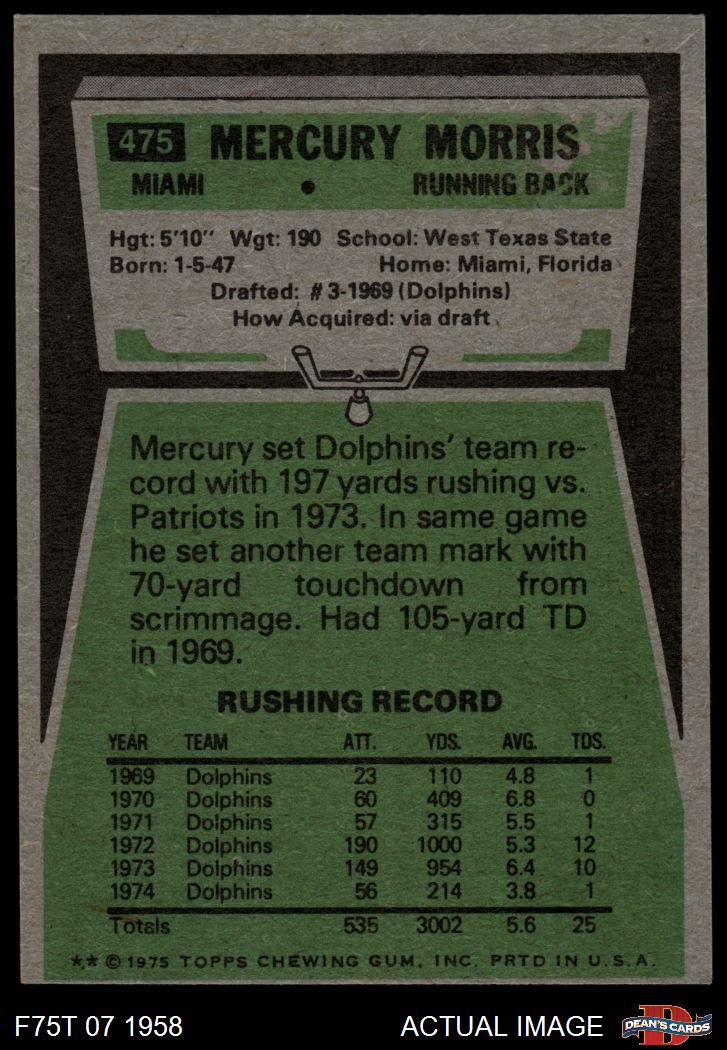 475 MERCURY MORRIS
MIAMI • RUNNING BACK
Hgt: 5'10" Wgt: 190 School: West Texas State
Born: 1-5-47 Home: Miami, Florida
Drafted: #3-1969 (Dolphins)
How Acquired: via draft
Mercury set Dolphins' team re-
cord with 197 yards rushing vs.
Patriots in 1973. In same game
he set another team mark with
70-yard touchdown from
scrimmage. Had 105-yard TD
in 1969.
RUSHING RECORD
YEAR TEAM ATT. YDS. AVG. TDS.
1969 Dolphins 23 110 4.8 1
1970 Dolphins 60 409 6.8 0
1971 Dolphins 57 315 5.5 1
1972 Dolphins 190 1000 5.3 12
1973 Dolphins 149 954 6.4 10
1974 Dolphins 56 214 3.8 1
Totals 535 3002 5.6 25
*,* © 1975 TOPPS CHEWING GUM, INC. PRTD IN U.S.A.
F75T 07 1958 ACTUAL IMAGE D DEAN'S CARDS